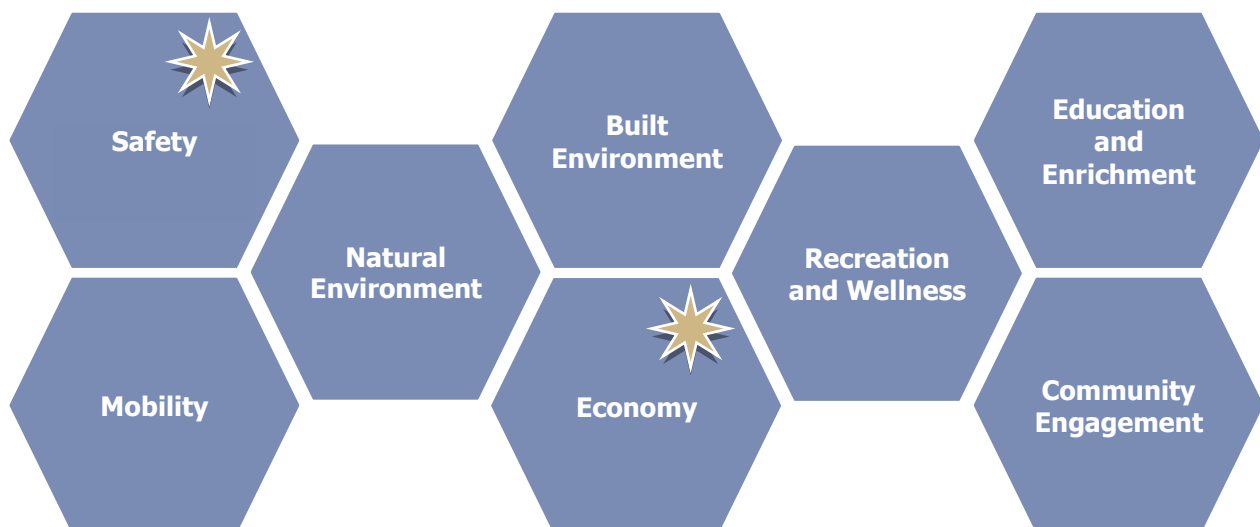 Safety
Mobility
Natural
Environment
Built
Environment
Economy
Recreation
and Wellness
Education
and
Enrichment
Community
Engagement